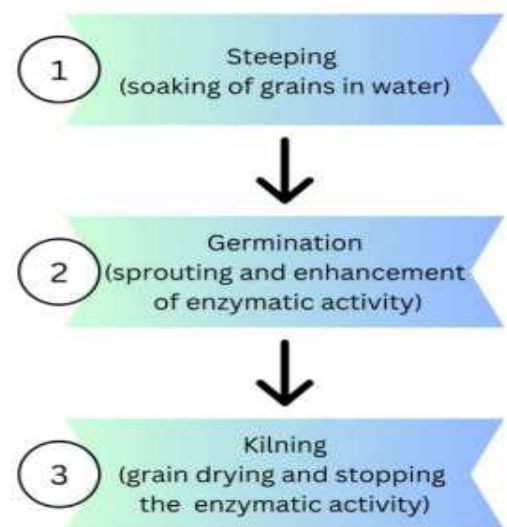 1
Steeping
(soaking of grains in water)
2
Germination
(sprouting and enhancement
of enzymatic activity)
3
Kilning
(grain drying and stopping
the enzymatic activity)